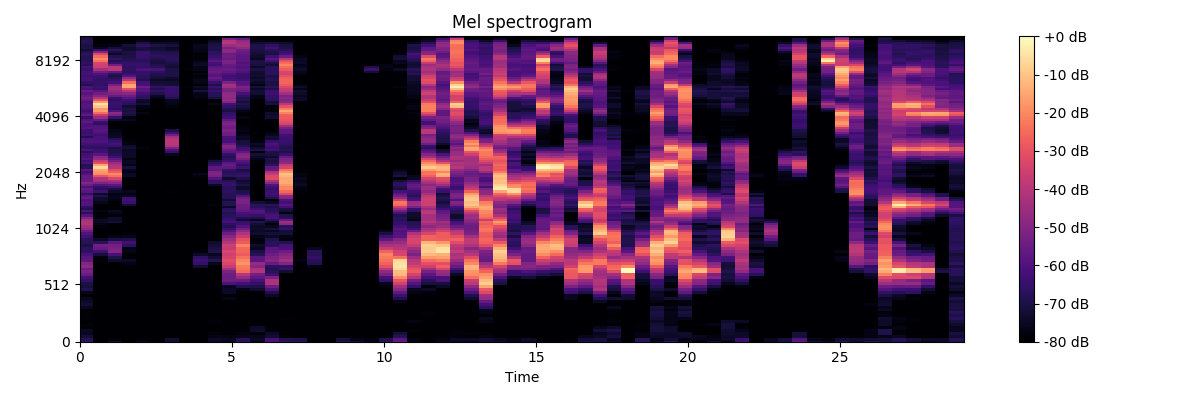 Mel spectrogram
8192
4096
2048
1024
512
0
Hz
0 5 10 15 20 25
Time
+0 dB
-10 dB
-20 dB
-30 dB
-40 dB
-50 dB
-60 dB
-70 dB
-80 dB